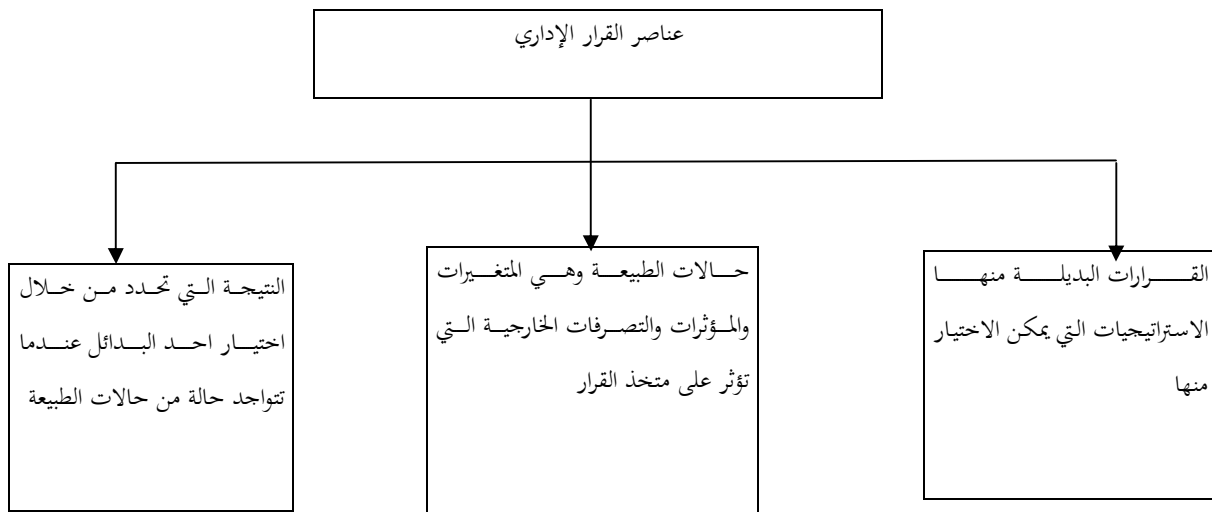 عناصر القرار الإداري
القرارات البديلة منها
الاستراتيجيات التي يمكن الاختيار
منها
حالات الطبيعة وهي المتغيرات
والمؤثرات والتصرفات الخارجية التي
تؤثر على متخذ القرار
النتيجة التي تحدد من خلال
اختيار احد البدائل عندما
تتواجد حالة من حالات الطبيعة